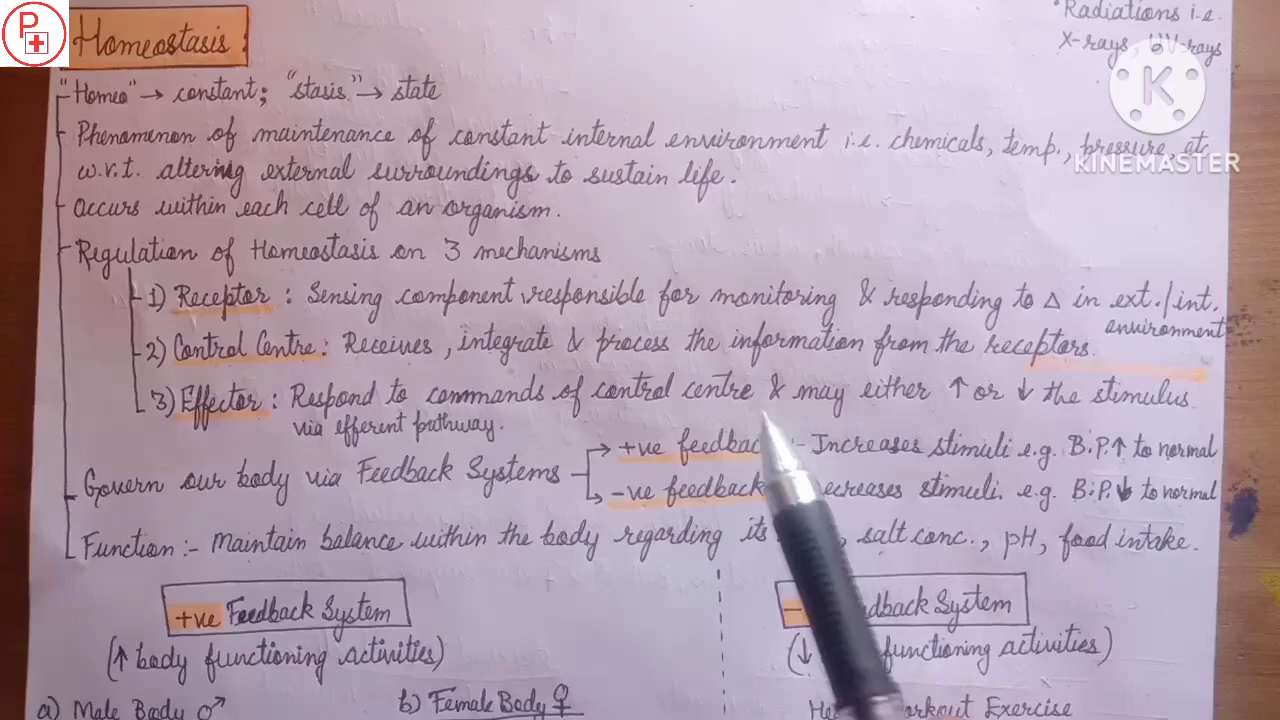 P
Homeostasis:
Radiations i.e.
X-rays, UV-rays
K
KINEMASTER
"Homeo" → constant; "stasis" → state
Phenomenon of maintenance of constant internal environment i.e. chemicals, temp., pressure etc
w.r.t. altering external surroundings to sustain life.
Occurs within each cell of an organism.
Regulation of Homeostasis on 3 mechanisms
1) Receptor: Sensing component responsible for monitoring & responding to Δ in ext./int.
environment
2) Control Centre: Receives, integrate & process the information from the receptors.
3) Effector: Respond to commands of control centre & may either ↑ or ↓ the stimulus
via efferent pathway.
Govern our body via Feedback Systems
→ +ve feedback :- Increases stimuli e.g. B.P.↑ to normal
→ -ve feedback ecreases stimuli. e.g. B.P.↓ to normal
Function :- Maintain balance within the body regarding its , salt conc., pH, food intake.
+ve Feedback System
- dback System
(↑ body functioning activities)
(↓ functioning activities)
a) Male Body ♂
b) Female Body ♀
orkout Exercise